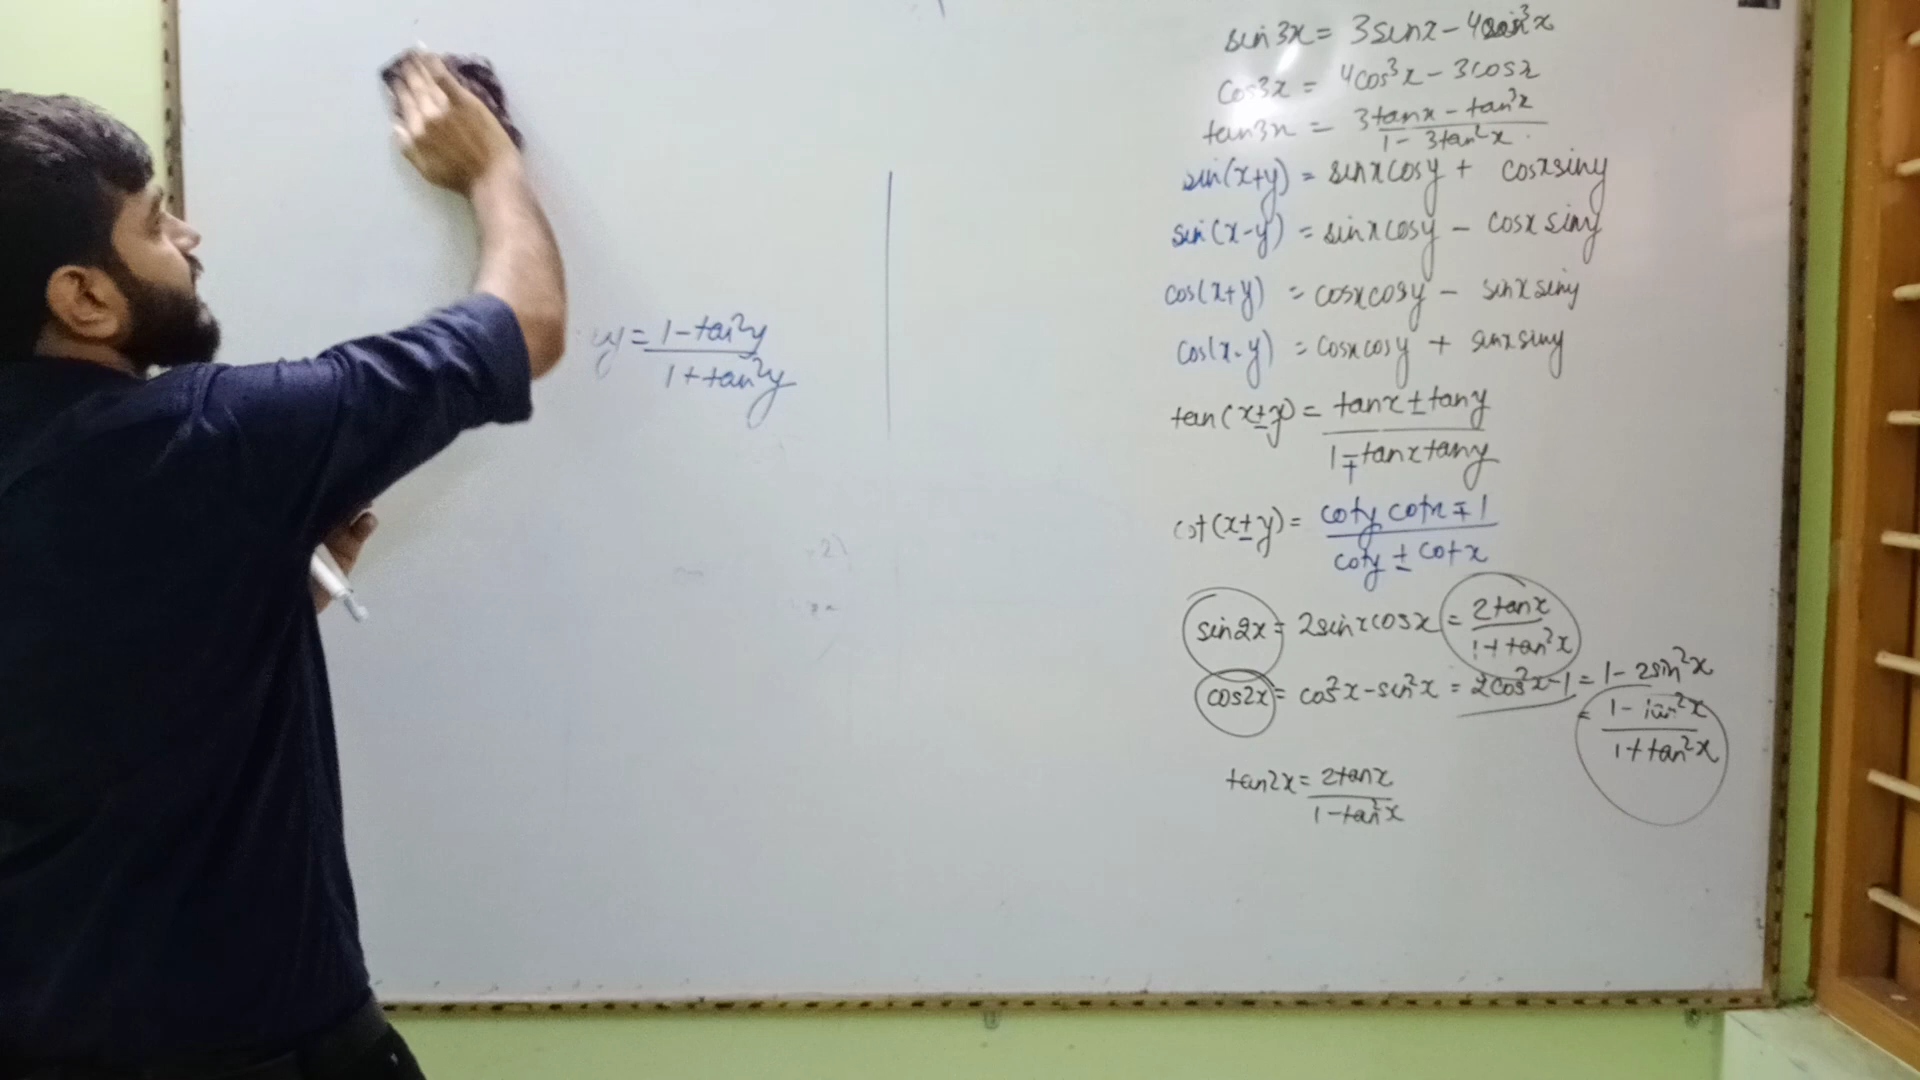 y = 1-tan²y / 1+tan²y
sin3x = 3sinx - 4sin³x
cos3x = 4cos³x - 3cosx
tan3x = 3tanx - tan³x / 1 - 3tan²x
sin(x+y) = sinxcosy + cosxsiny
sin(x-y) = sinxcosy - cosxsiny
cos(x+y) = cosxcosy - sinxsiny
cos(x-y) = cosxcosy + sinxsiny
tan(x±y) = tanx±tany / 1∓tanxtany
cot(x±y) = coty cotx ∓ 1 / coty ± cotx
sin2x = 2sinxcosx = 2tanx / 1+tan²x
cos2x = cos²x-sin²x = 2cos²x-1 = 1-2sin²x
= 1-tan²x / 1+tan²x
tan2x = 2tanx / 1-tan²x